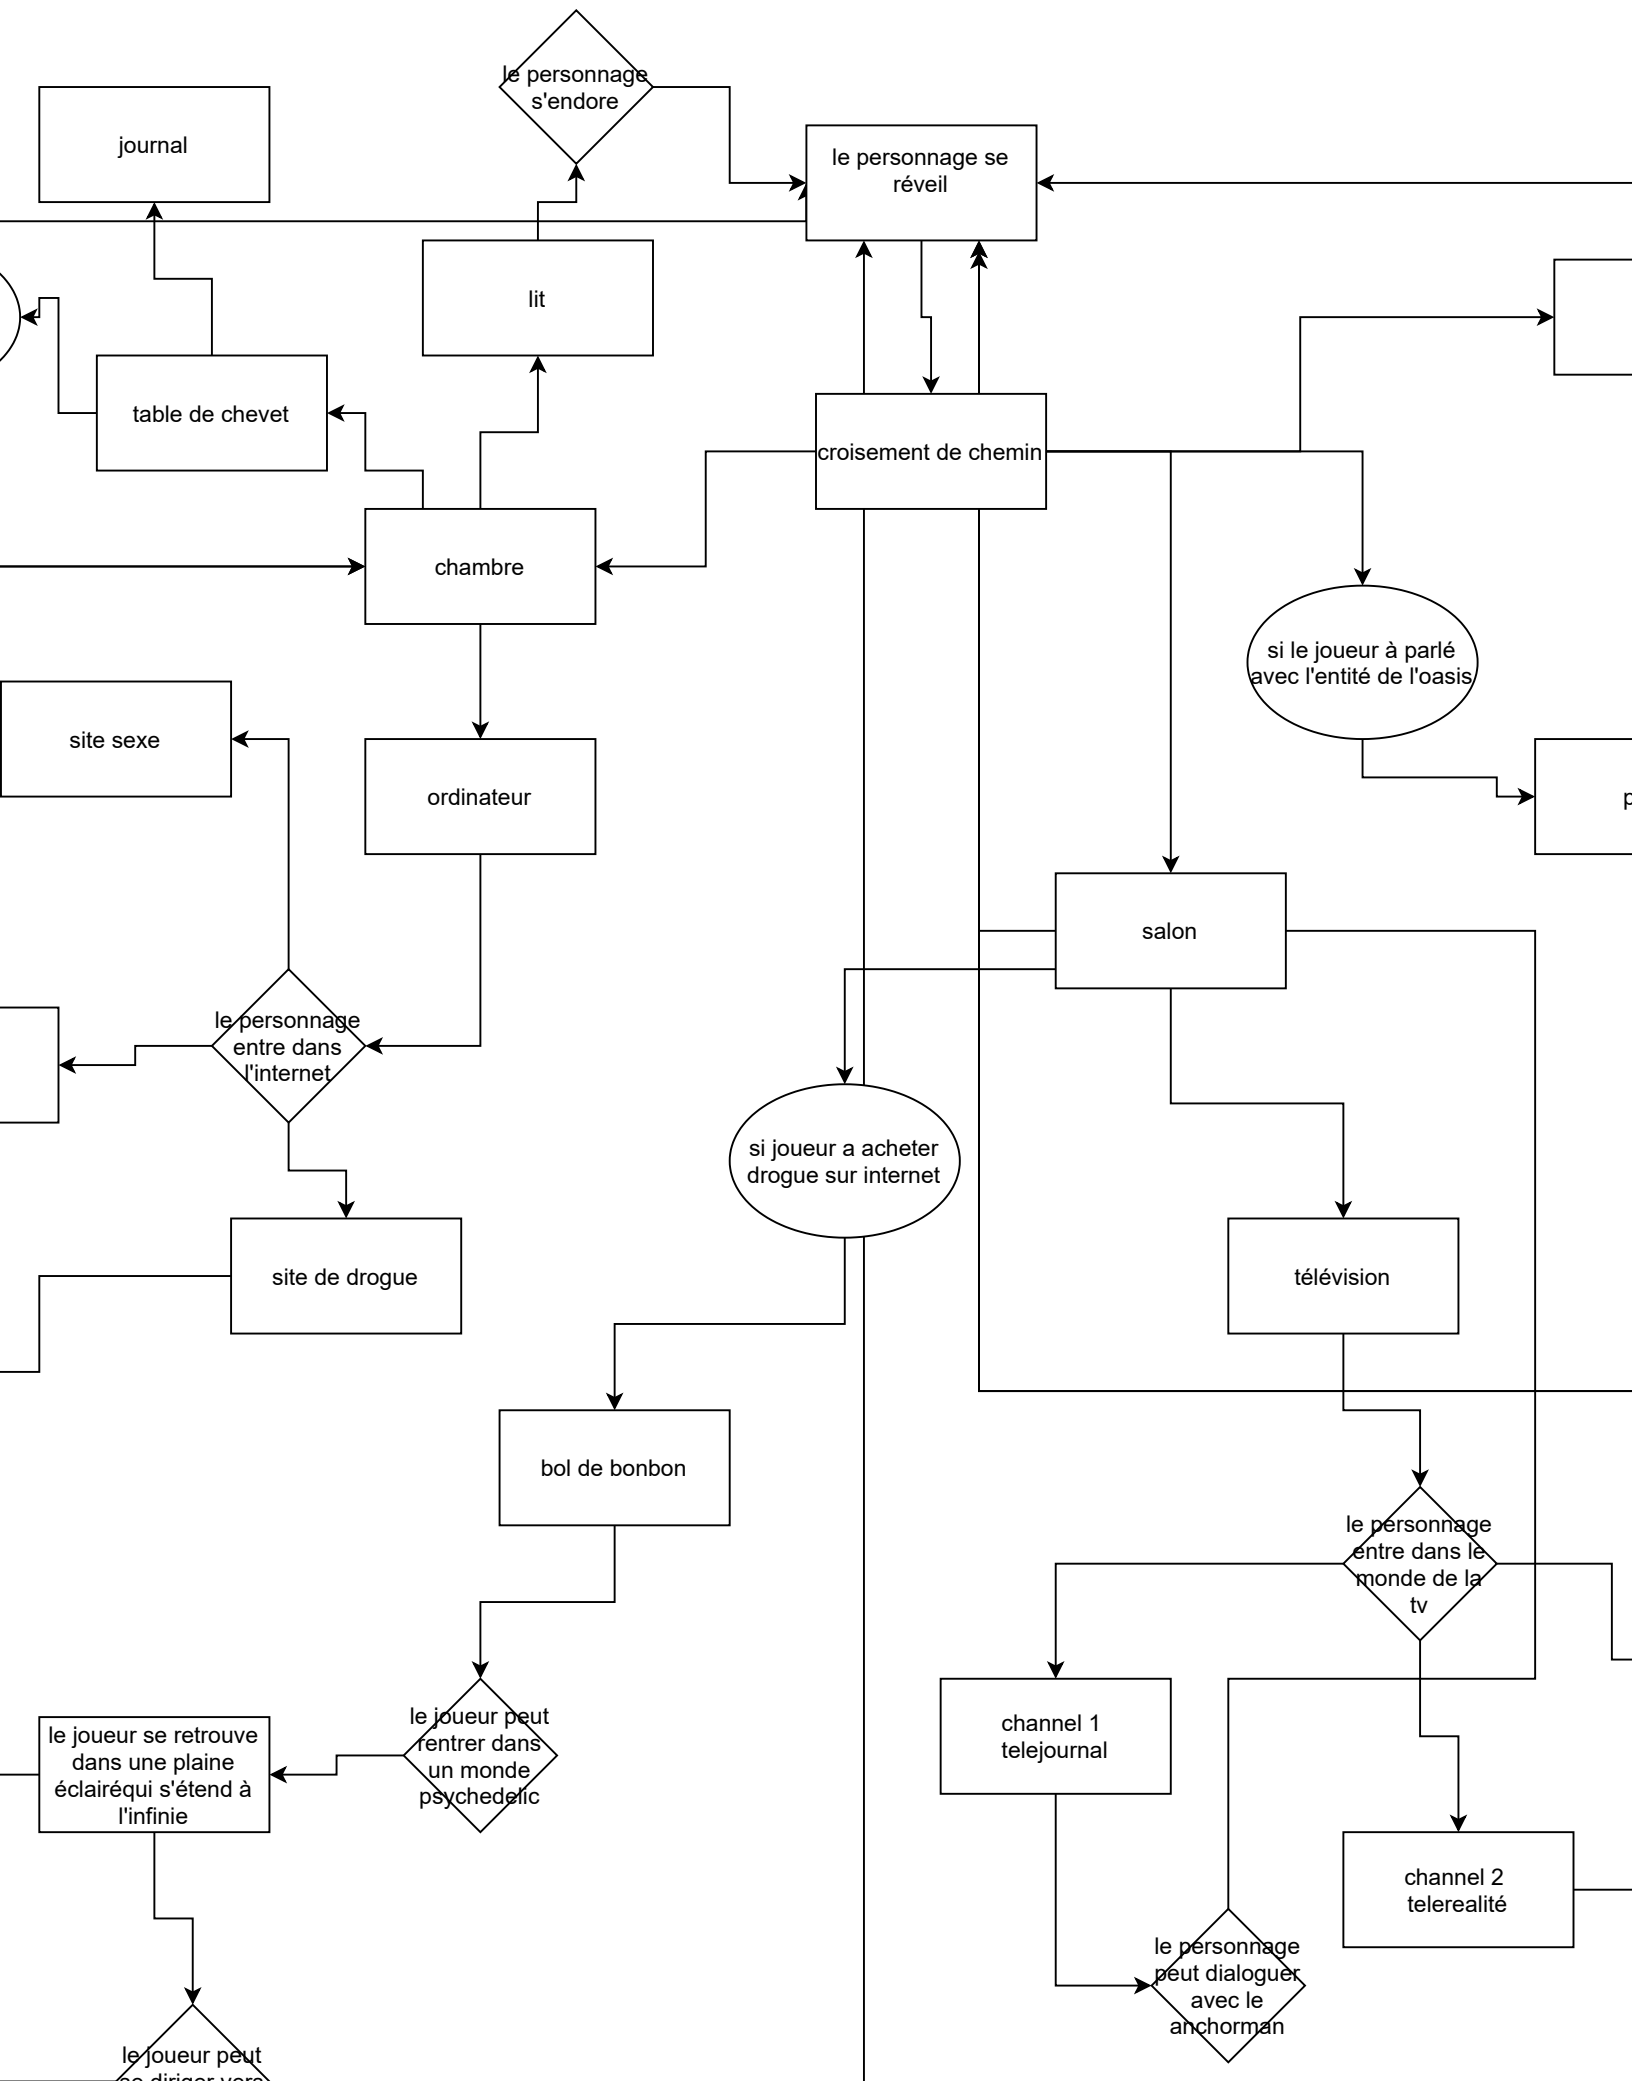 le personnage
s'endore
journal
le personnage se
réveil
lit
table de chevet
croisement de chemin
chambre
si le joueur à parlé
avec l'entité de l'oasis
site sexe
ordinateur
p
salon
le personnage
entre dans
l'internet
si joueur a acheter
drogue sur internet
site de drogue
télévision
bol de bonbon
le personnage
entre dans le
monde de la
tv
le joueur peut
rentrer dans
un monde
psychedelic
le joueur se retrouve
dans une plaine
éclairéqui s'étend à
l'infinie
channel 1
telejournal
channel 2
telerealité
le personnage
peut dialoguer
avec le
anchorman
le joueur peut
se diriger vers